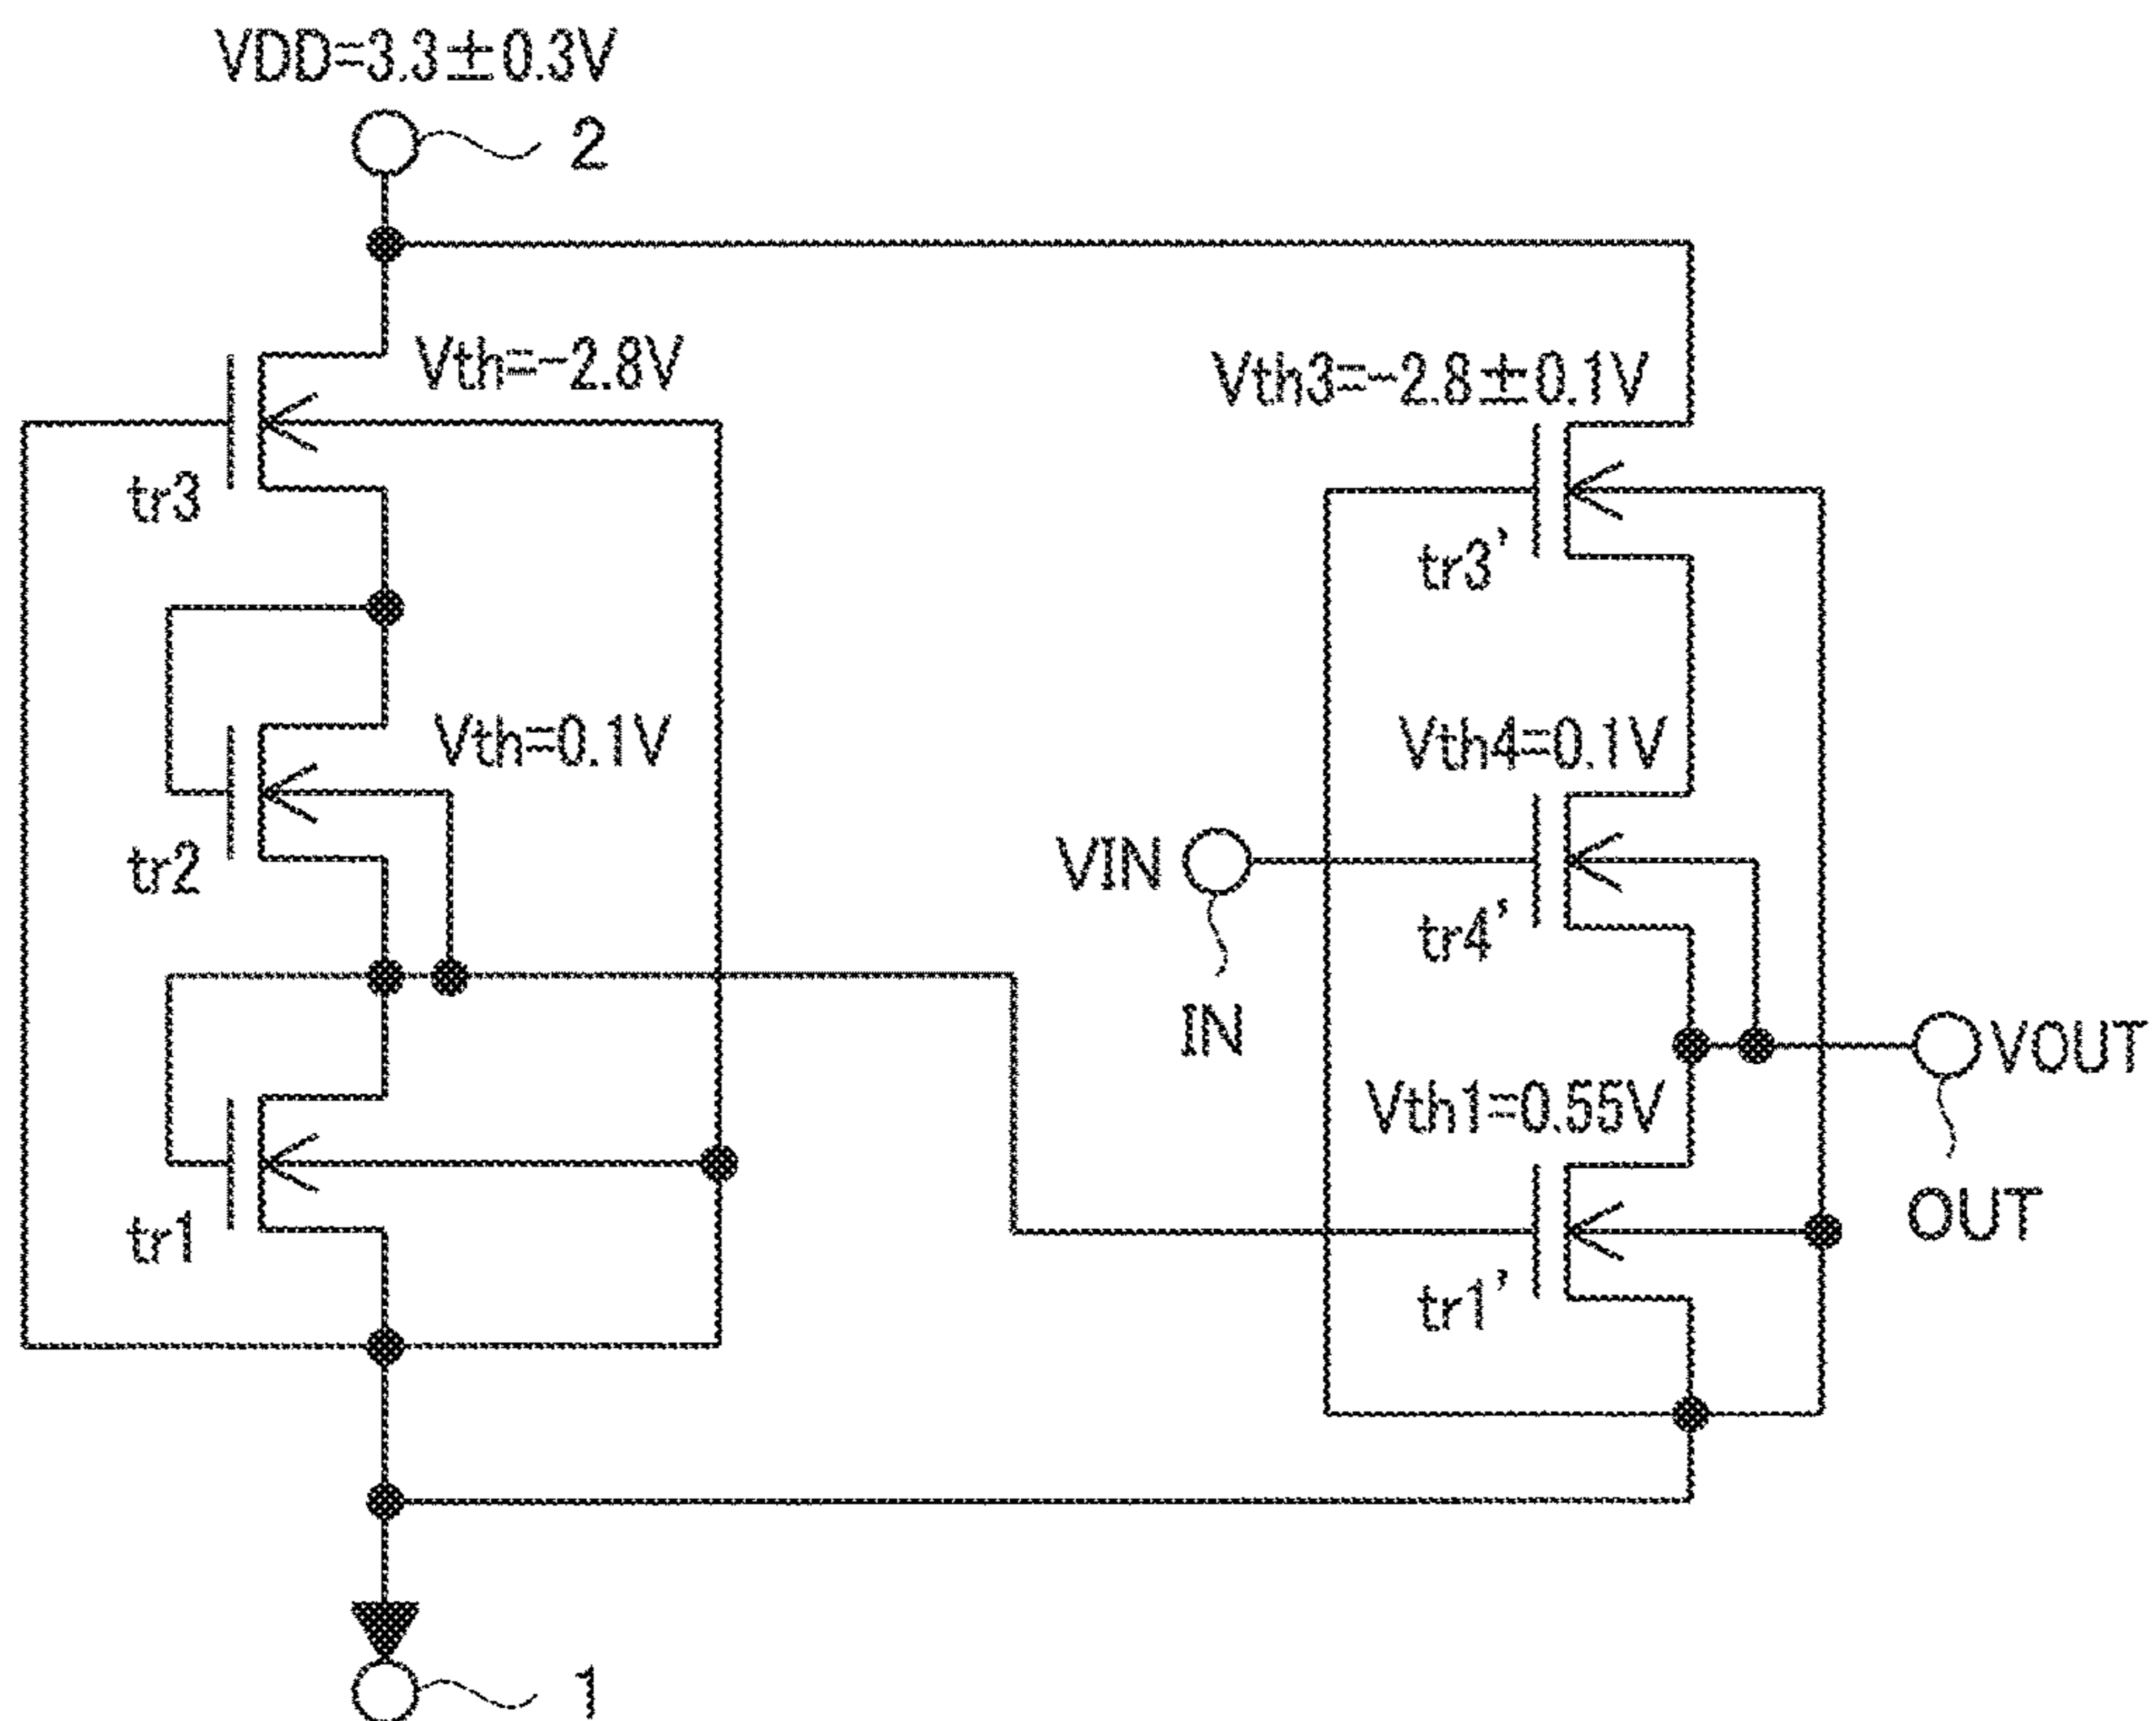 VDD=3.3±0.3V
2
Vth=-2.8V
tr3
Vth=0.1V
tr2
tr1
1
Vth3=-2.8±0.1V
tr3'
Vth4=0.1V
VIN
tr4'
IN
VOUT
Vth1=0.55V
OUT
tr1'